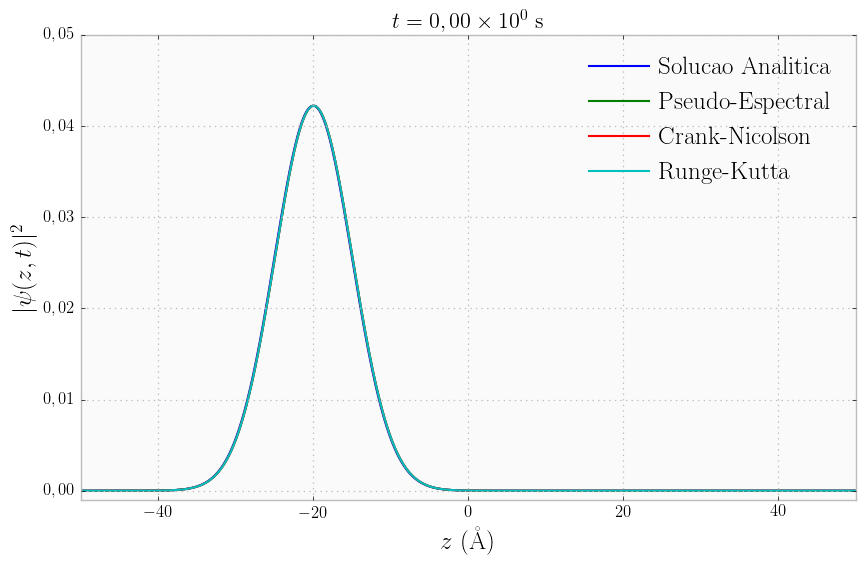 t = 0,00 × 10⁰ s
0,05
0,04
0,03
0,02
0,01
0,00
|ψ(z, t)|²
Solucao Analitica
Pseudo-Espectral
Crank-Nicolson
Runge-Kutta
−40 −20 0 20 40
z (Å)